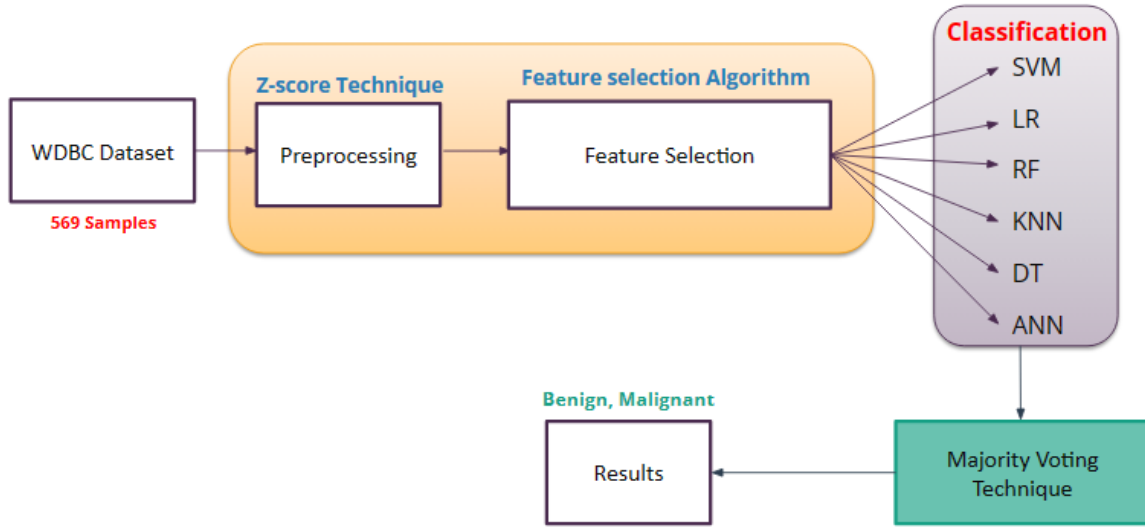 WDBC Dataset
569 Samples
Z-score Technique
Preprocessing
Feature selection Algorithm
Feature Selection
Classification
SVM
LR
RF
KNN
DT
ANN
Majority Voting
Technique
Benign, Malignant
Results